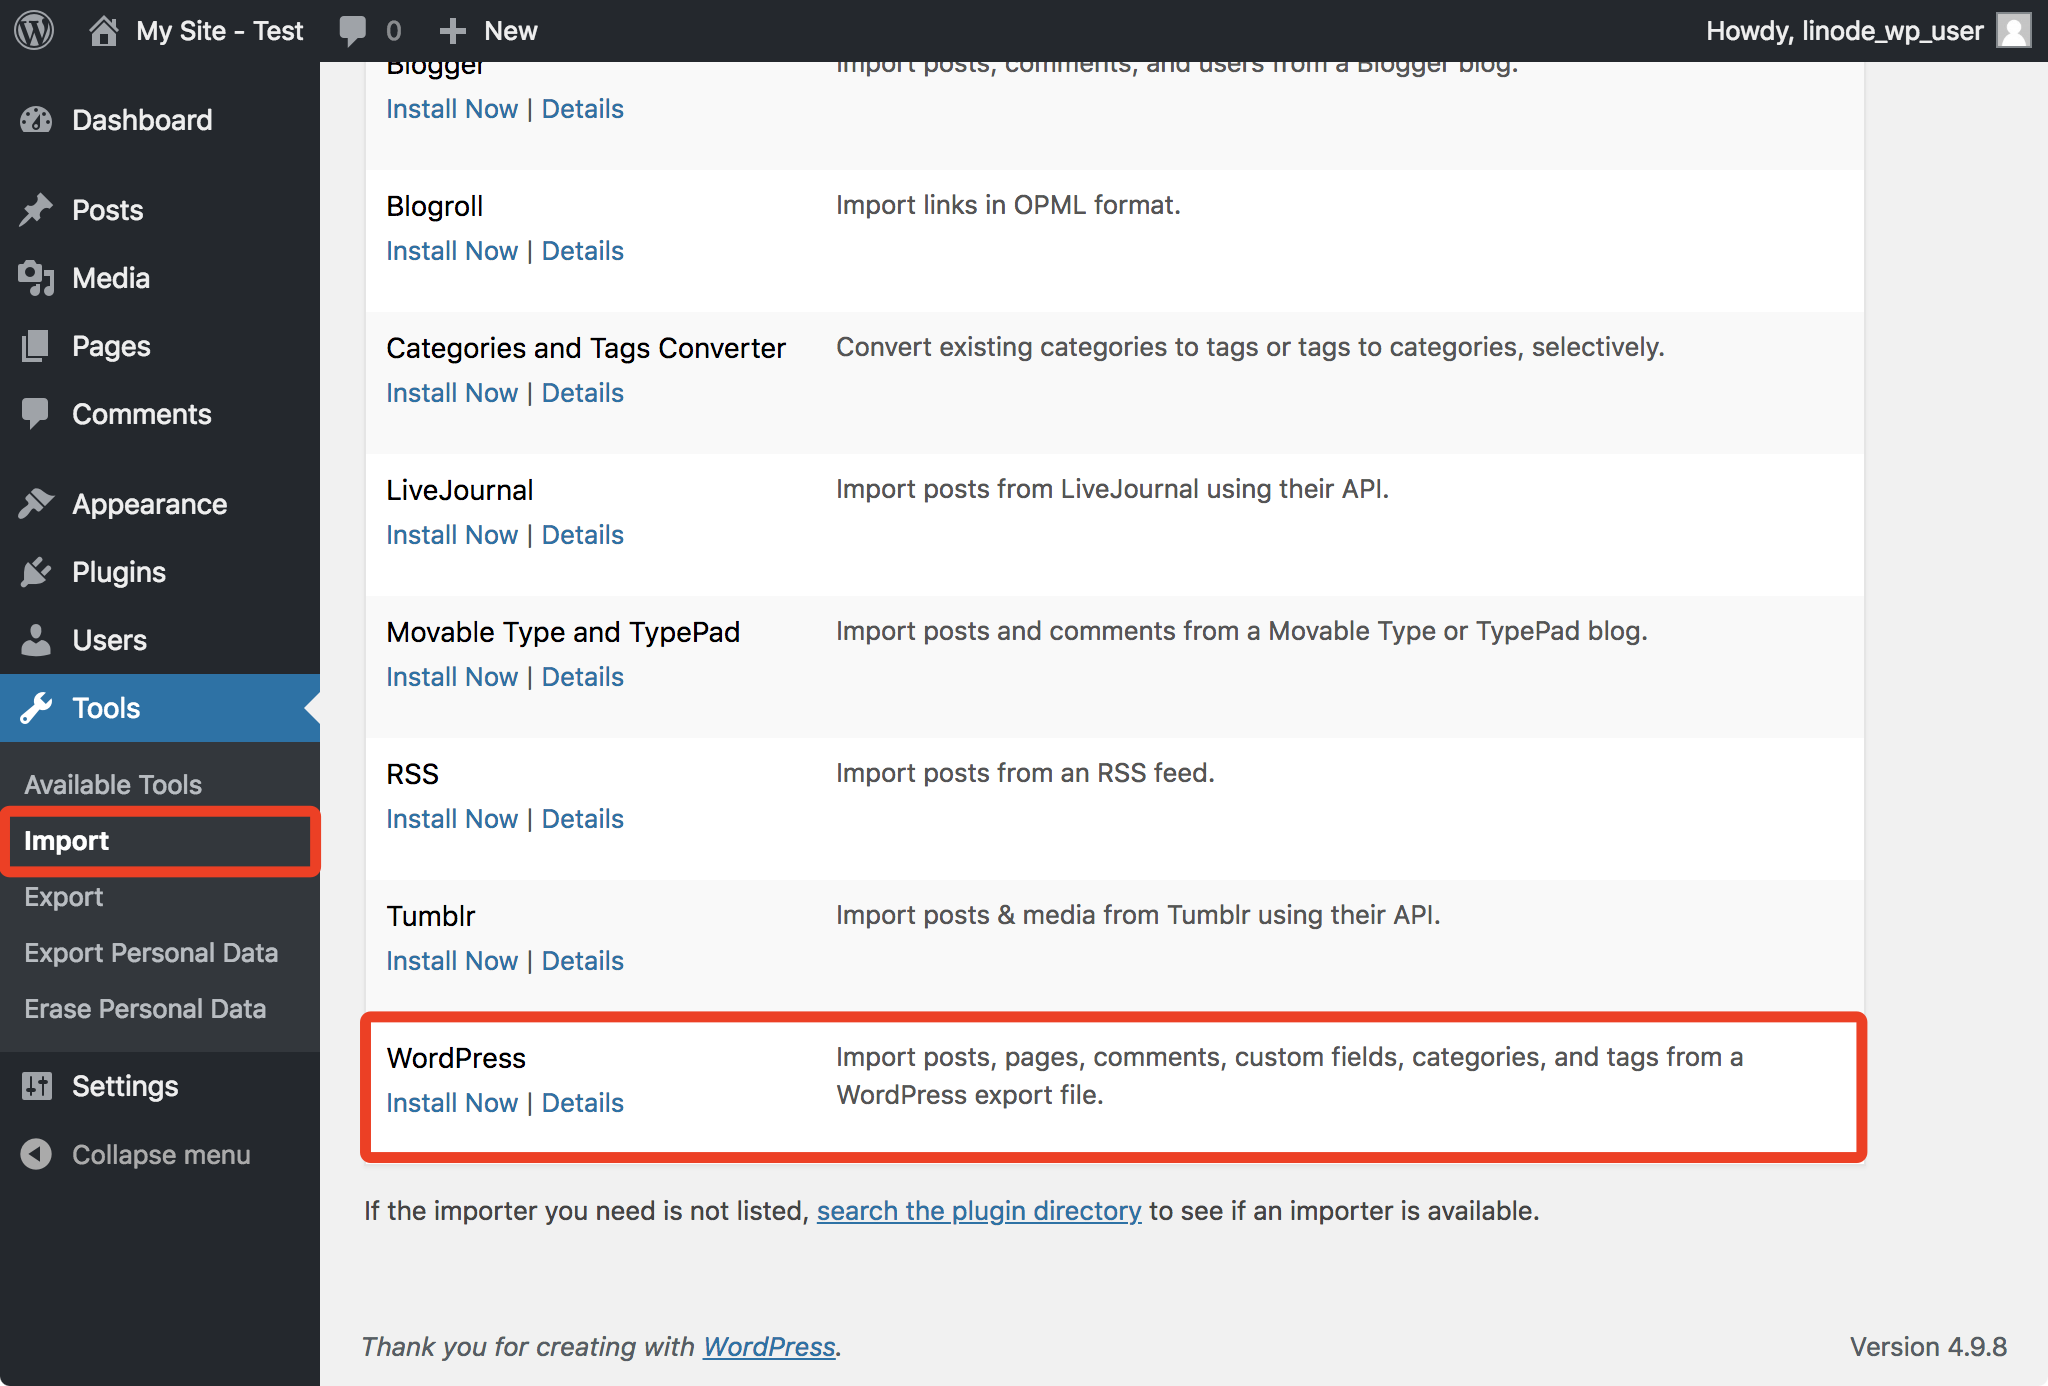 My Site - Test 0 New Howdy, linode_wp_user
Dashboard
Posts
Media
Pages
Comments
Appearance
Plugins
Users
Tools
Available Tools
Import
Export
Export Personal Data
Erase Personal Data
Settings
Collapse menu
Blogger Import posts, comments, and users from a Blogger blog.
Install Now | Details
Blogroll Import links in OPML format.
Install Now | Details
Categories and Tags Converter Convert existing categories to tags or tags to categories, selectively.
Install Now | Details
LiveJournal Import posts from LiveJournal using their API.
Install Now | Details
Movable Type and TypePad Import posts and comments from a Movable Type or TypePad blog.
Install Now | Details
RSS Import posts from an RSS feed.
Install Now | Details
Tumblr Import posts & media from Tumblr using their API.
Install Now | Details
WordPress Import posts, pages, comments, custom fields, categories, and tags from a
WordPress export file.
Install Now | Details
If the importer you need is not listed, search the plugin directory to see if an importer is available.
Thank you for creating with WordPress. Version 4.9.8